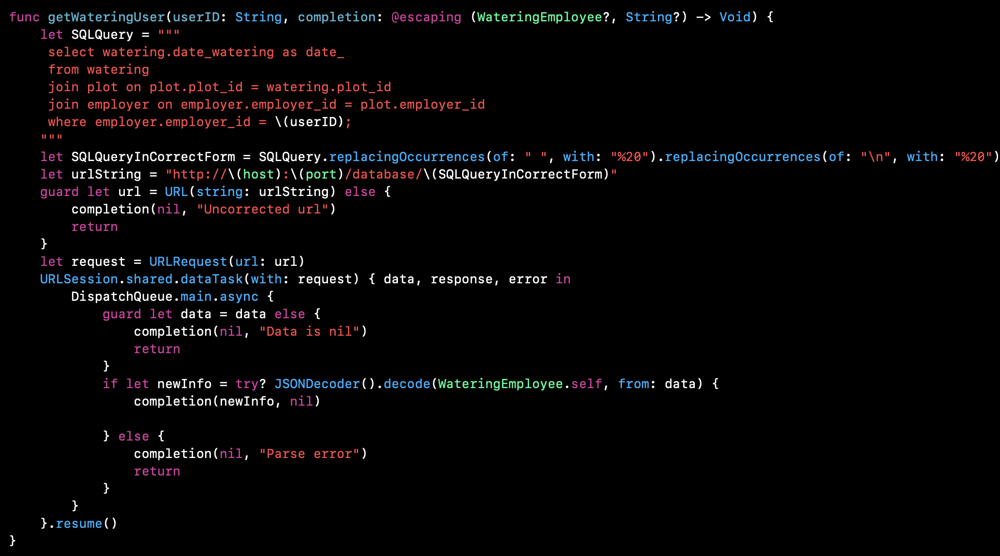 func getWateringUser(userID: String, completion: @escaping (WateringEmployee?, String?) -> Void) {
    let SQLQuery = """
     select watering.date_watering as date_
     from watering
     join plot on plot.plot_id = watering.plot_id
     join employer on employer.employer_id = plot.employer_id
     where employer.employer_id = \(userID);
    """
    let SQLQueryInCorrectForm = SQLQuery.replacingOccurrences(of: " ", with: "%20").replacingOccurrences(of: "\n", with: "%20")
    let urlString = "http://\(host):\(port)/database/\(SQLQueryInCorrectForm)"
    guard let url = URL(string: urlString) else {
        completion(nil, "Uncorrected url")
        return
    }
    let request = URLRequest(url: url)
    URLSession.shared.dataTask(with: request) { data, response, error in
        DispatchQueue.main.async {
            guard let data = data else {
                completion(nil, "Data is nil")
                return
            }
            if let newInfo = try? JSONDecoder().decode(WateringEmployee.self, from: data) {
                completion(newInfo, nil)

            } else {
                completion(nil, "Parse error")
                return
            }
        }
    }.resume()
}